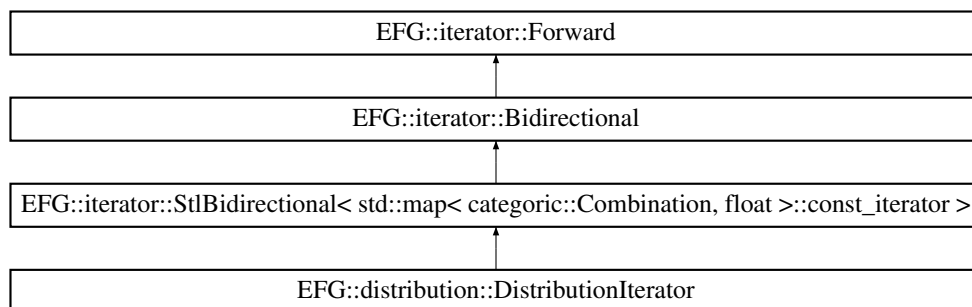 EFG::iterator::Forward
EFG::iterator::Bidirectional
EFG::iterator::StlBidirectional< std::map< categoric::Combination, float >::const_iterator >
EFG::distribution::DistributionIterator